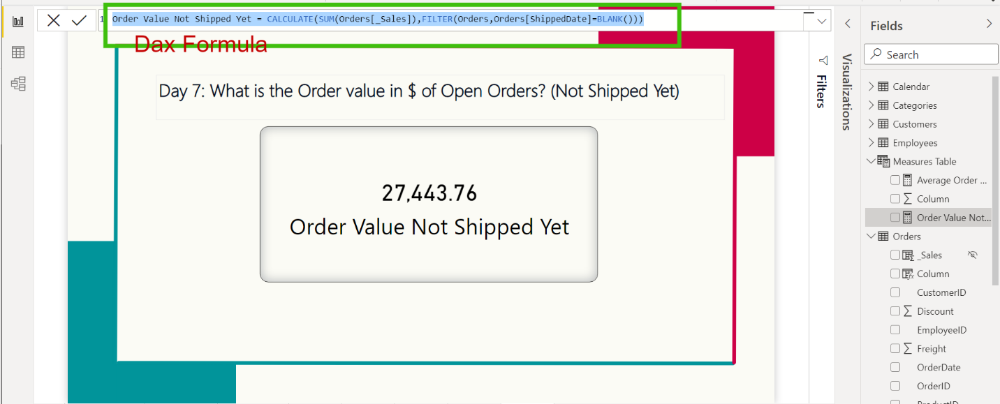 1 Order Value Not Shipped Yet = CALCULATE(SUM(Orders[_Sales]),FILTER(Orders,Orders[ShippedDate]=BLANK()))
Dax Formula
Day 7: What is the Order value in $ of Open Orders? (Not Shipped Yet)
27,443.76
Order Value Not Shipped Yet
Filters
Visualizations
Fields
Search
Calendar
Categories
Customers
Employees
Measures Table
Average Order ...
Column
Order Value Not...
Orders
_Sales
Column
CustomerID
Discount
EmployeeID
Freight
OrderDate
OrderID
ProductID